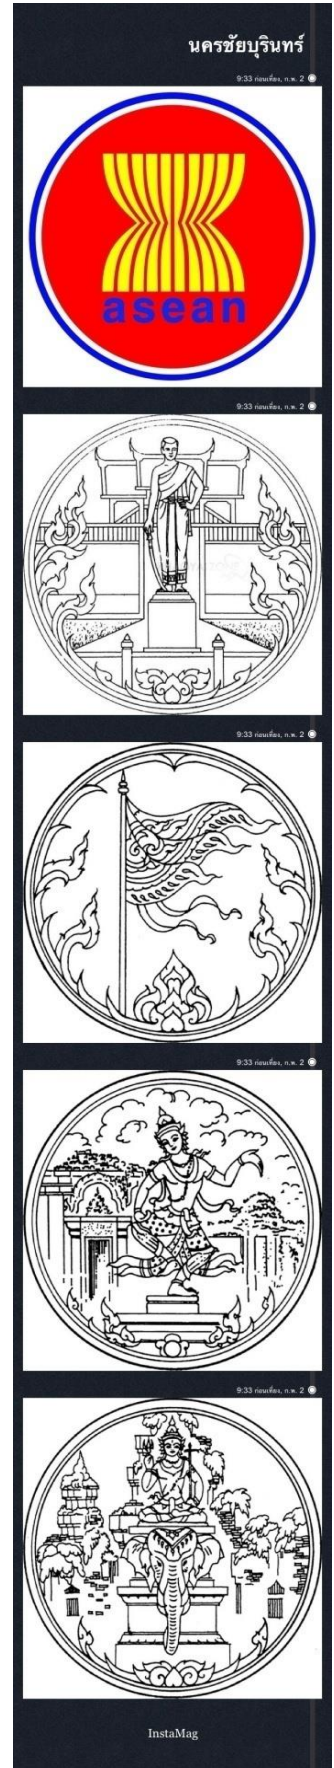 นครชัยบุรินทร์
9:33 ก่อนเที่ยง, ก.พ. 2
asean
9:33 ก่อนเที่ยง, ก.พ. 2
9:33 ก่อนเที่ยง, ก.พ. 2
9:33 ก่อนเที่ยง, ก.พ. 2
9:33 ก่อนเที่ยง, ก.พ. 2
InstaMag